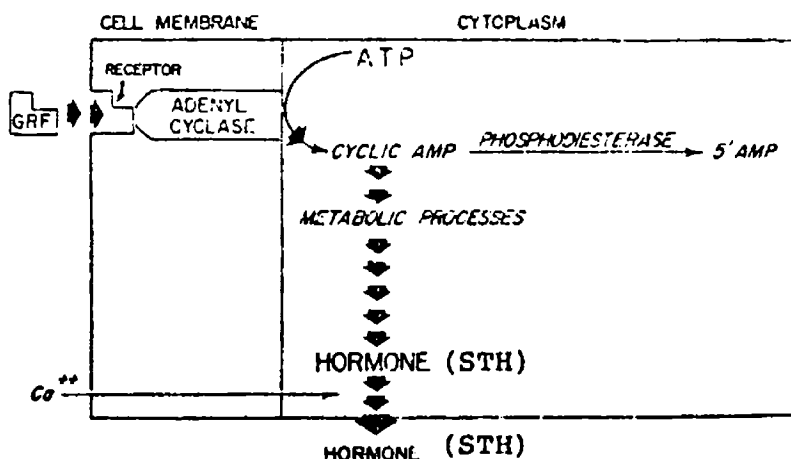 CELL MEMBRANE CYTOPLASM
RECEPTOR
ATP
GRF
ADENYL
CYCLASE
CYCLIC AMP PHOSPHODIESTERASE 5' AMP
METABOLIC PROCESSES
HORMONE (STH)
Ca++
HORMONE (STH)